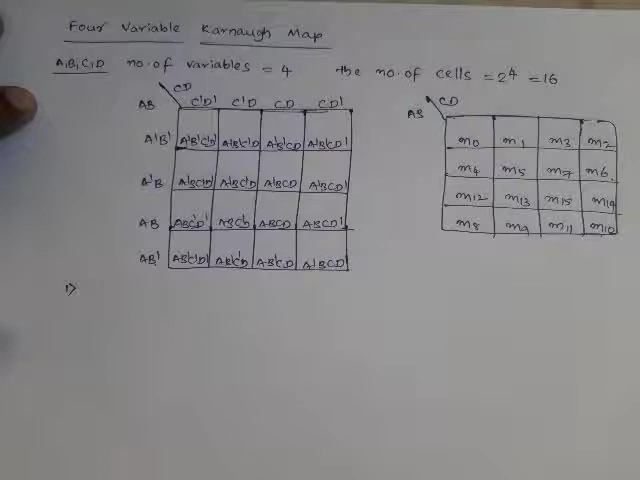 Four Variable Karnaugh Map
A,B,C,D no. of variables = 4 the no. of cells = 2⁴ = 16
CD
AB C'D' C'D CD CD'
A'B' A'B'C'D' A'B'C'D A'B'CD A'B'CD'
A'B A'BC'D' A'BC'D A'BCD A'BCD'
AB ABC'D' ABC'D ABCD ABCD'
AB' AB'C'D' AB'C'D AB'CD A'BCD'
1)
CD
AB
m0 m1 m3 m2
m4 m5 m7 m6
m12 m13 m15 m14
m8 m9 m11 m10